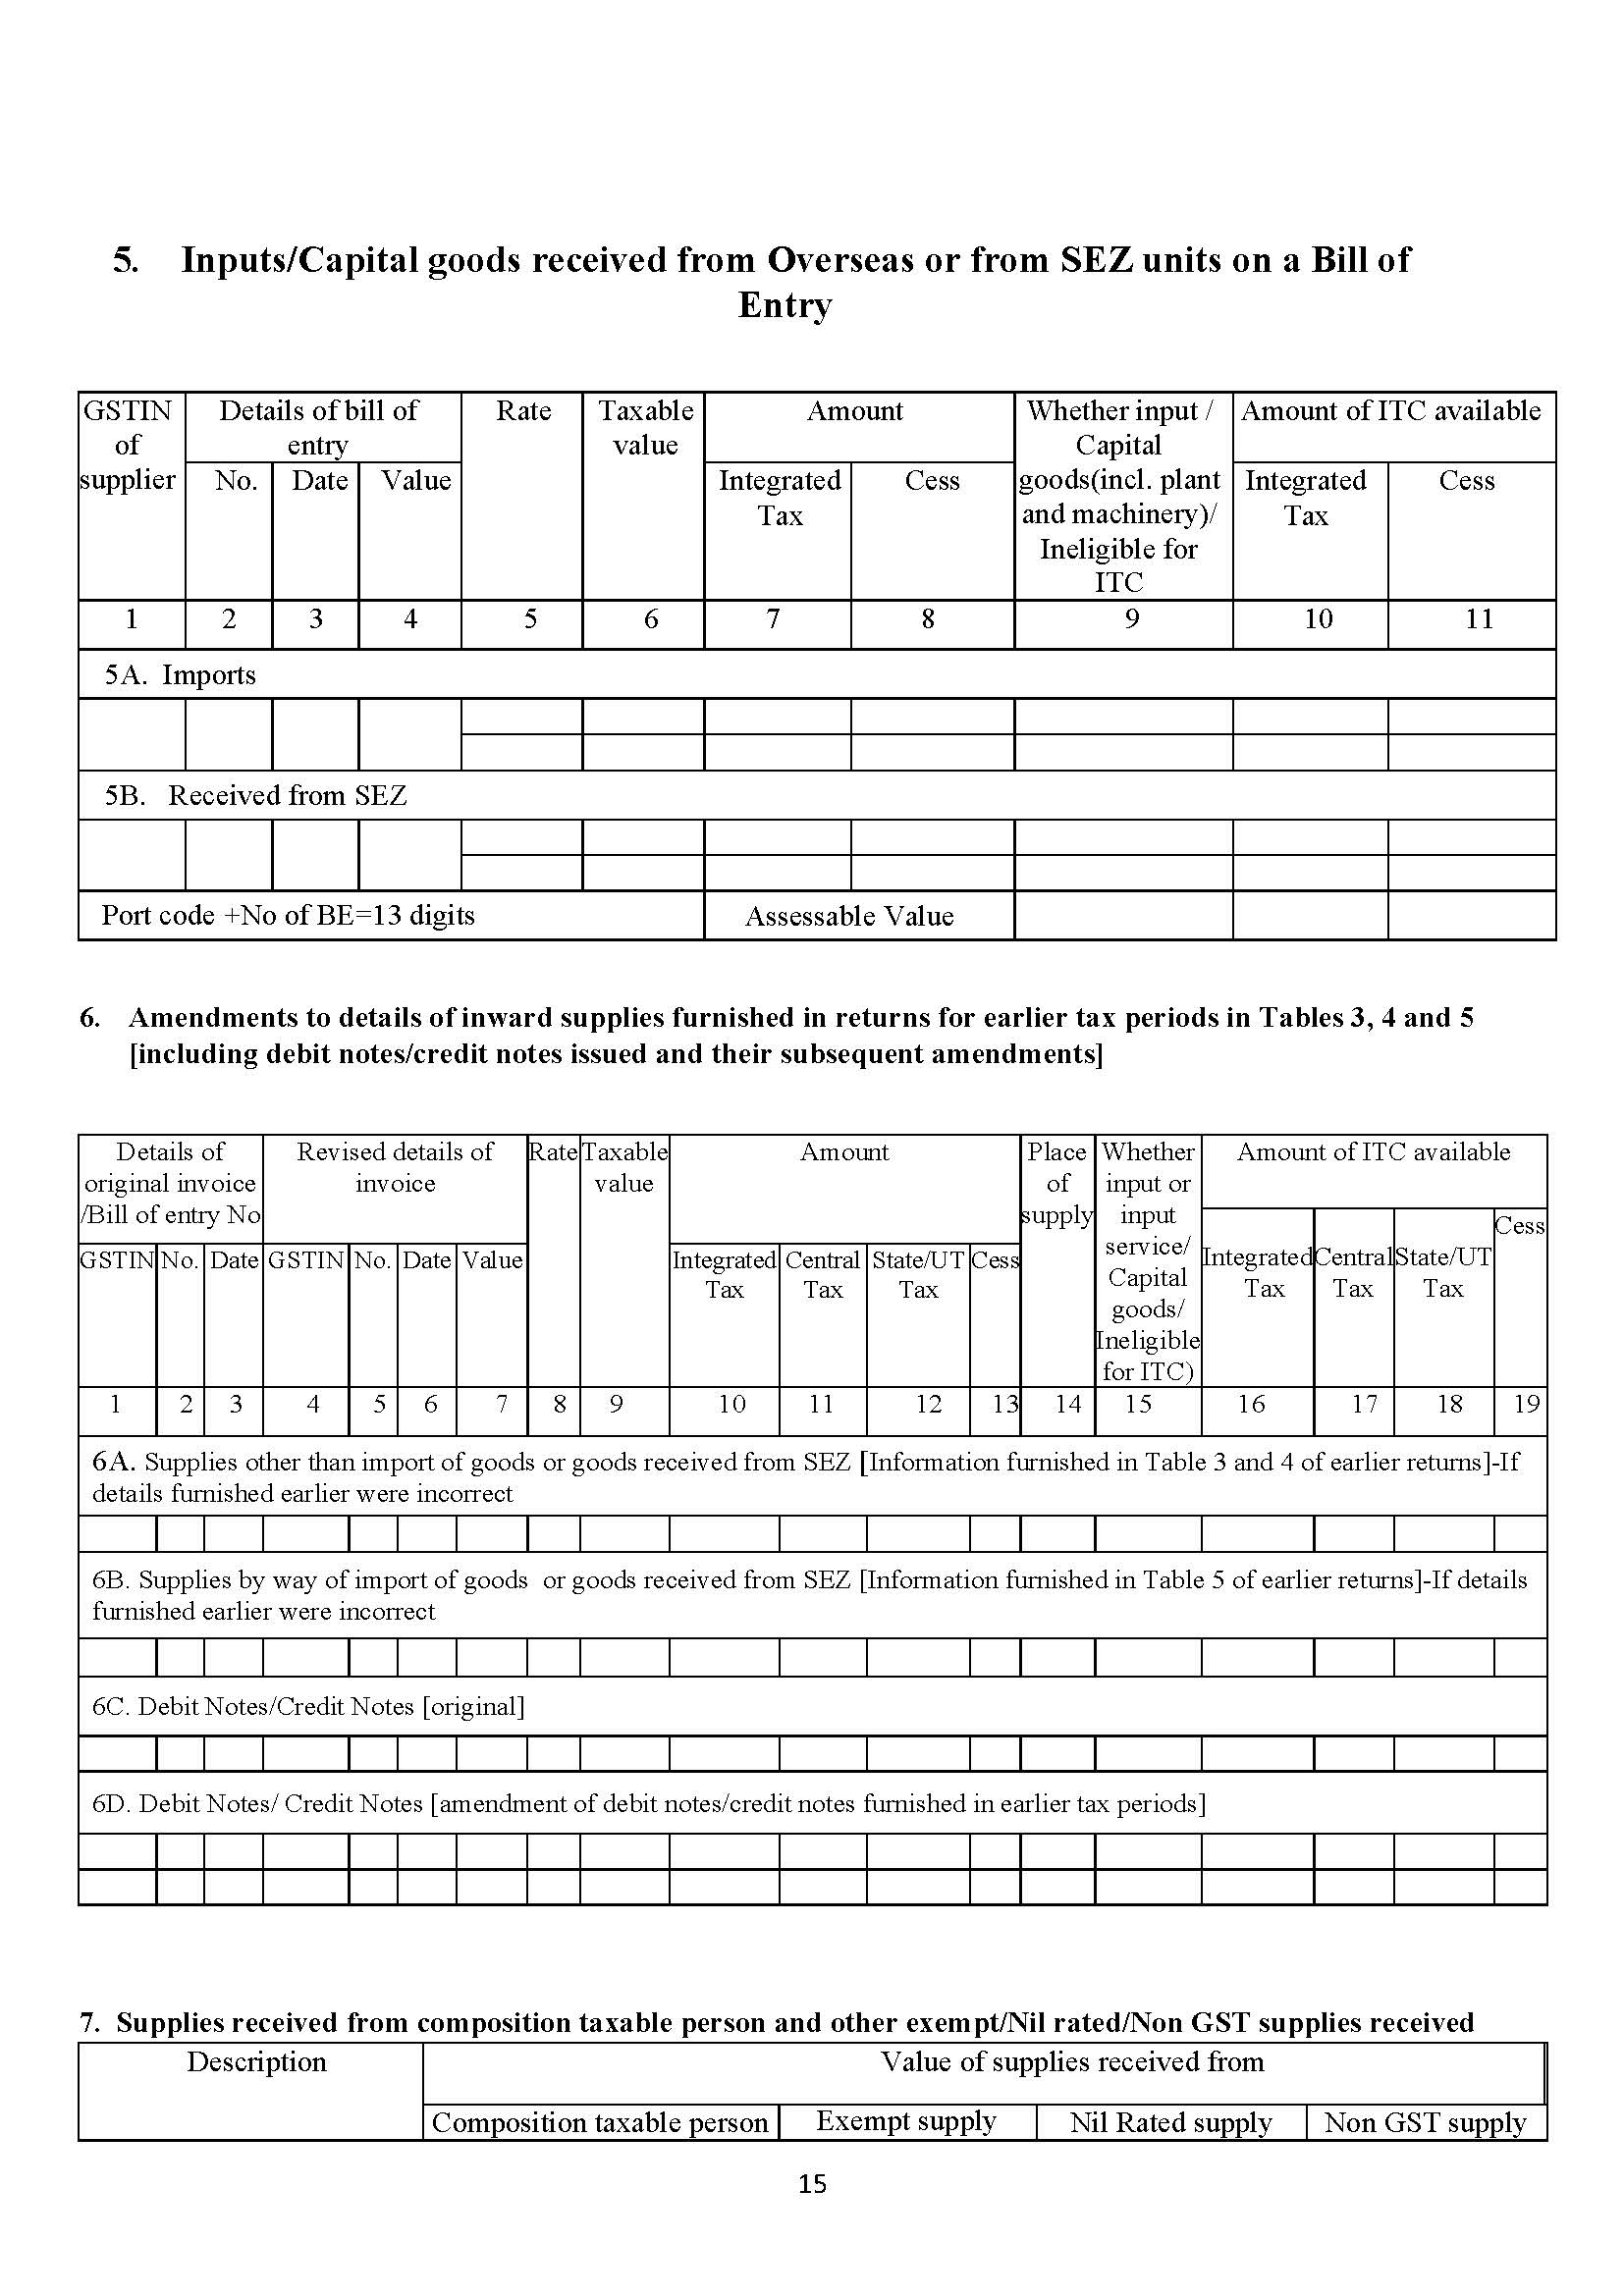 5. Inputs/Capital goods received from Overseas or from SEZ units on a Bill of
Entry
GSTIN of supplier Details of bill of entry Rate Taxable value Amount Whether input / Capital goods(incl. plant and machinery)/ Ineligible for ITC Amount of ITC available
No. Date Value Integrated Tax Cess Integrated Tax Cess
1 2 3 4 5 6 7 8 9 10 11
5A. Imports
5B. Received from SEZ
Port code +No of BE=13 digits Assessable Value
6. Amendments to details of inward supplies furnished in returns for earlier tax periods in Tables 3, 4 and 5
[including debit notes/credit notes issued and their subsequent amendments]
Details of original invoice /Bill of entry No Revised details of invoice Rate Taxable value Amount Place of supply Whether input or input service/ Capital goods/ Ineligible for ITC) Amount of ITC available
GSTIN No. Date GSTIN No. Date Value Integrated Tax Central Tax State/UT Tax Cess Integrated Tax Central Tax State/UT Tax Cess
1 2 3 4 5 6 7 8 9 10 11 12 13 14 15 16 17 18 19
6A. Supplies other than import of goods or goods received from SEZ [Information furnished in Table 3 and 4 of earlier returns]-If
details furnished earlier were incorrect
6B. Supplies by way of import of goods or goods received from SEZ [Information furnished in Table 5 of earlier returns]-If details
furnished earlier were incorrect
6C. Debit Notes/Credit Notes [original]
6D. Debit Notes/ Credit Notes [amendment of debit notes/credit notes furnished in earlier tax periods]
7. Supplies received from composition taxable person and other exempt/Nil rated/Non GST supplies received
Description Value of supplies received from
Composition taxable person Exempt supply Nil Rated supply Non GST supply
15